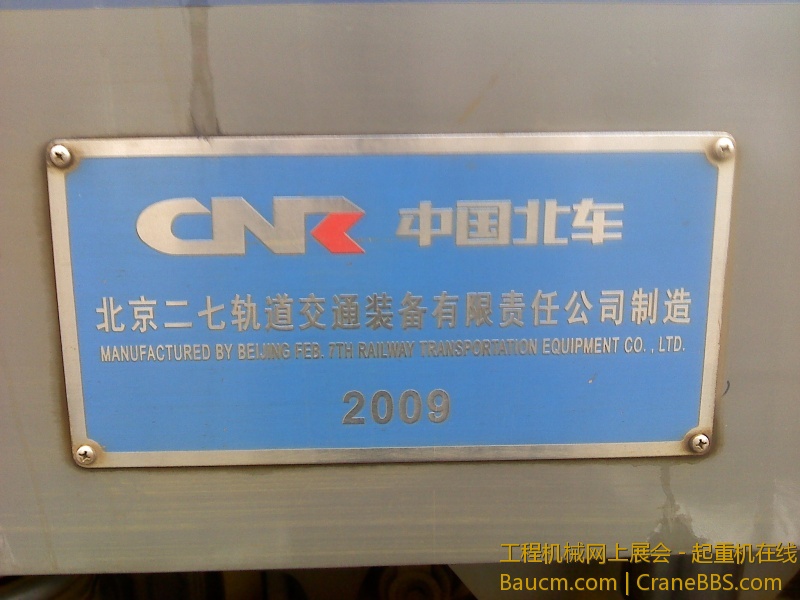 CNR 中国北车
北京二七轨道交通装备有限责任公司制造
MANUFACTURED BY BEIJING FEB. 7TH RAILWAY TRANSPORTATION EQUIPMENT CO., LTD.
2009
工程机械网上展会 - 起重机在线
Baucm.com | CraneBBS.com